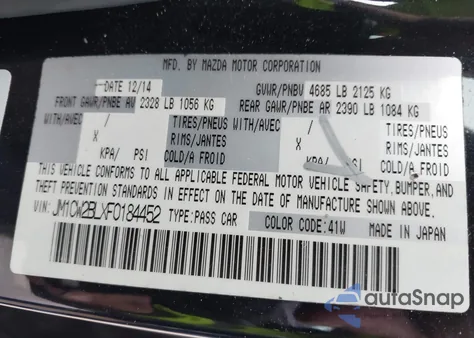 MFD. BY MAZDA MOTOR CORPORATION
DATE 12/14 GVWR/PNBV 4685 LB 2125 KG
FRONT GAWR/PNBE AV 2328 LB 1056 KG REAR GAWR/PNBE AR 2390 LB 1084 KG
WITH/AVEC TIRES/PNEUS WITH/AVEC TIRES/PNEUS
X RIMS/JANTES X RIMS/JANTES
KPA/ PSI COLD/A FROID KPA/ PSI COLD/A FROID
THIS VEHICLE CONFORMS TO ALL APPLICABLE FEDERAL MOTOR VEHICLE SAFETY, BUMPER, AND
THEFT PREVENTION STANDARDS IN EFFECT ON THE DATE OF MANUFACTURE SHOWN ABOVE.
VIN: JM1CW2BLXF0184452 TYPE: PASS CAR COLOR CODE: 41W MADE IN JAPAN
autoSnap